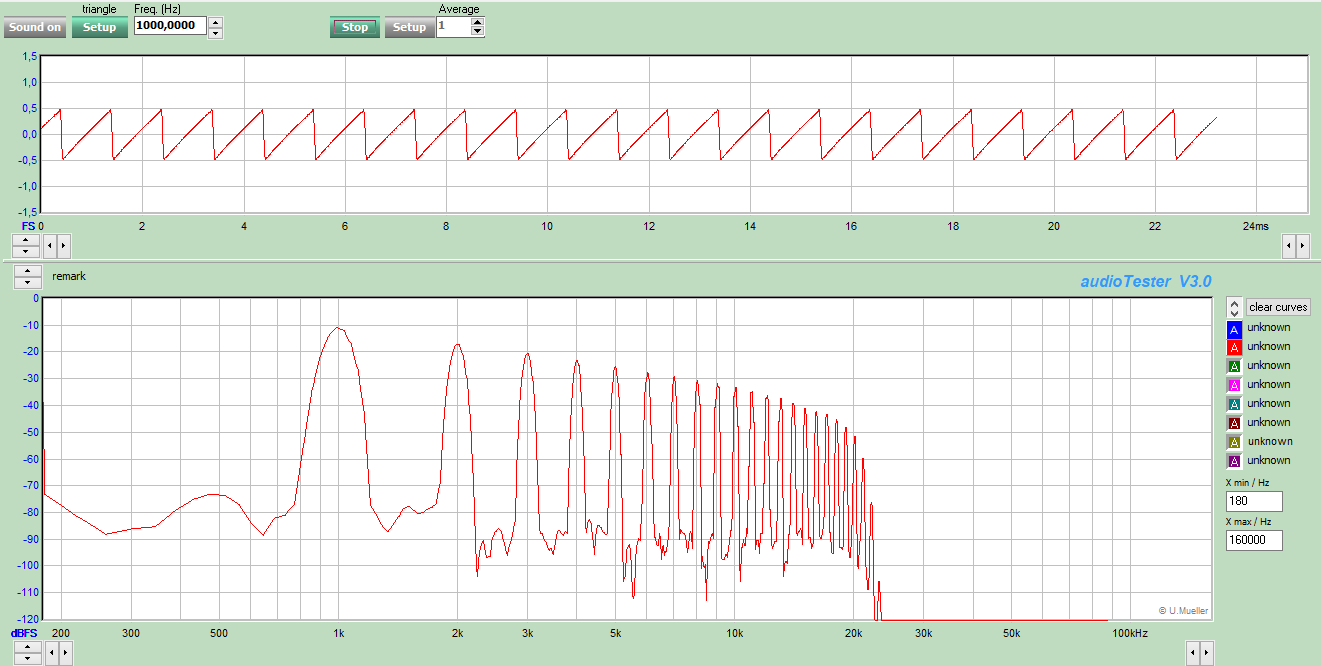 triangle Freq. (Hz) Average
Sound on Setup 1000,0000 Stop Setup 1
1,5
1,0
0,5
0,0
-0,5
-1,0
-1,5
FS 0 2 4 6 8 10 12 14 16 18 20 22 24ms
remark
audioTester V3.0
0
-10
-20
-30
-40
-50
-60
-70
-80
-90
-100
-110
-120
© U.Mueller
dBFS 200 300 500 1k 2k 3k 5k 10k 20k 30k 50k 100kHz
clear curves
A unknown
A unknown
A unknown
A unknown
A unknown
A unknown
A unknown
A unknown
X min / Hz
180
X max / Hz
160000